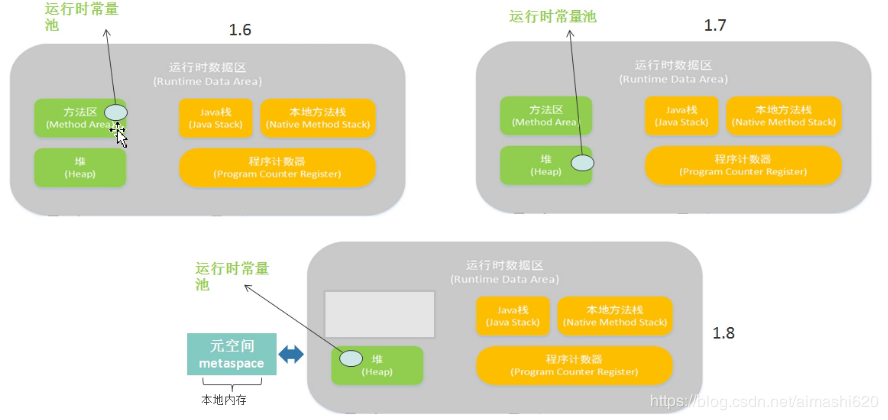 运行时常量
池
1.6
运行时数据区
(Runtime Data Area)
方法区
(Method Area)
Java栈
(Java Stack)
本地方法栈
(Native Method Stack)
堆
(Heap)
程序计数器
(Program Counter Register)
运行时常量池
1.7
运行时数据区
(Runtime Data Area)
方法区
(Method Area)
Java栈
(Java Stack)
本地方法栈
(Native Method Stack)
堆
(Heap)
程序计数器
(Program Counter Register)
运行时常量
池
运行时数据区
(Runtime Data Area)
Java栈
(Java Stack)
本地方法栈
(Native Method Stack)
1.8
元空间
metaspace
堆
(Heap)
程序计数器
(Program Counter Register)
本地内存
https://blog.csdn.net/aimashi620